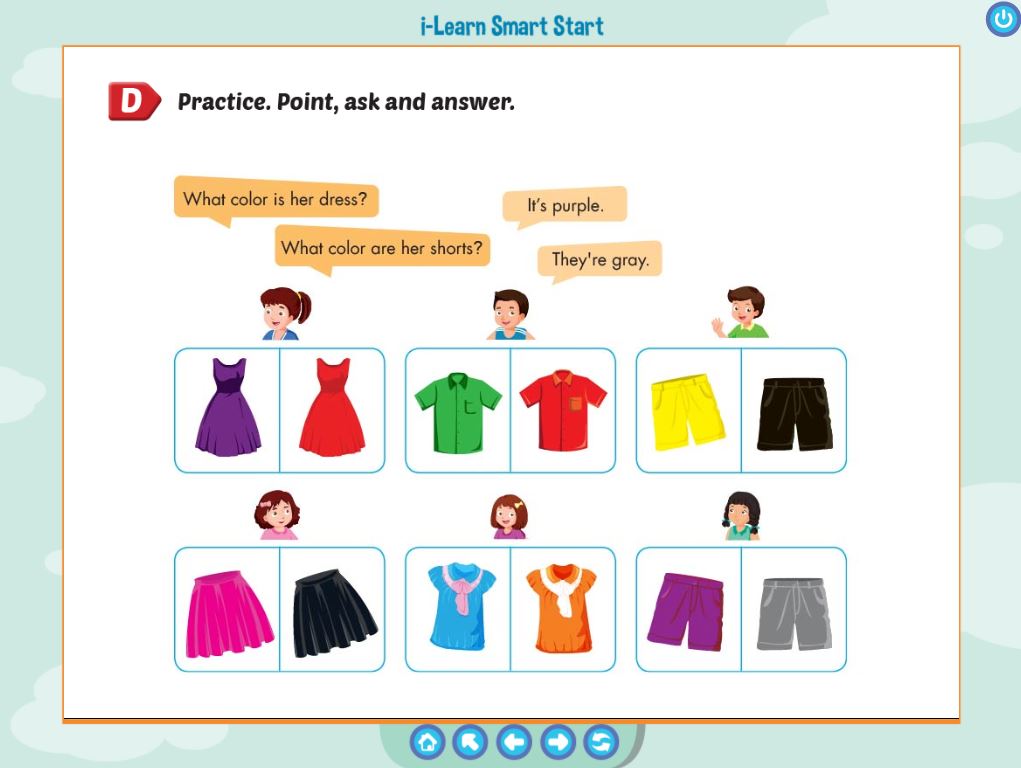 i-Learn Smart Start
D
Practice. Point, ask and answer.
What color is her dress?
It's purple.
What color are her shorts?
They're gray.